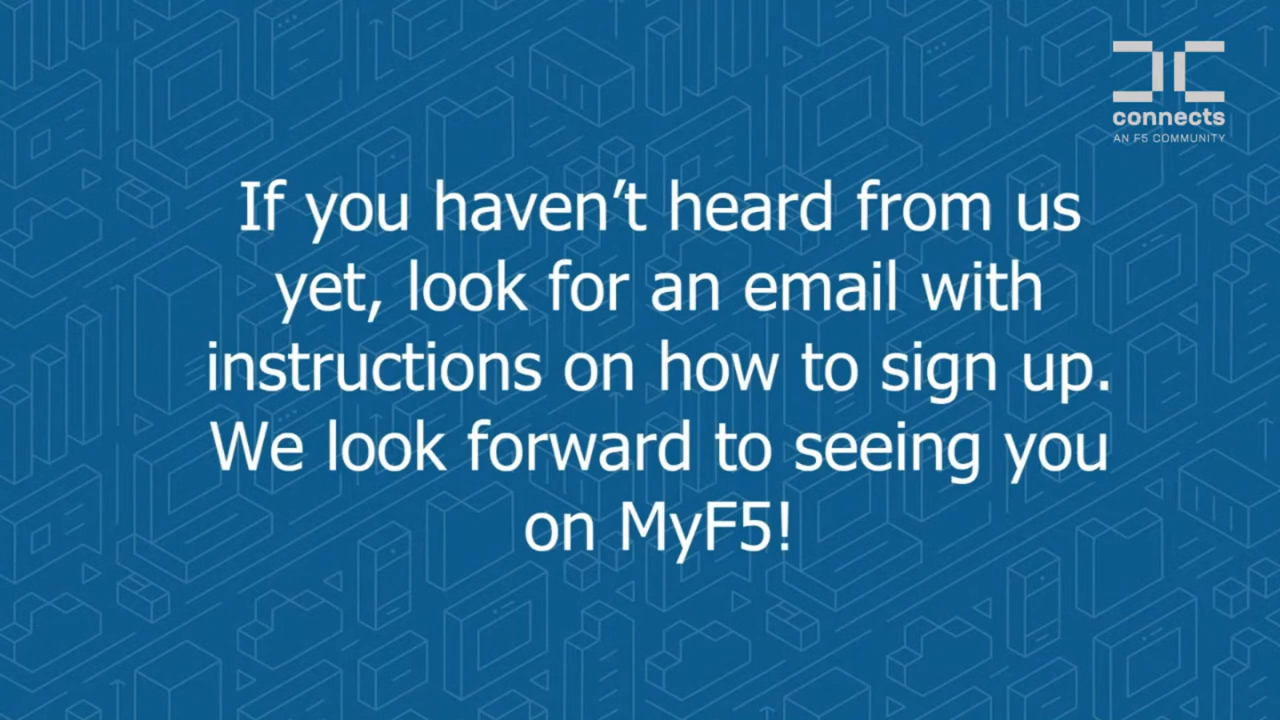 connects
AN F5 COMMUNITY
If you haven’t heard from us
yet, look for an email with
instructions on how to sign up.
We look forward to seeing you
on MyF5!